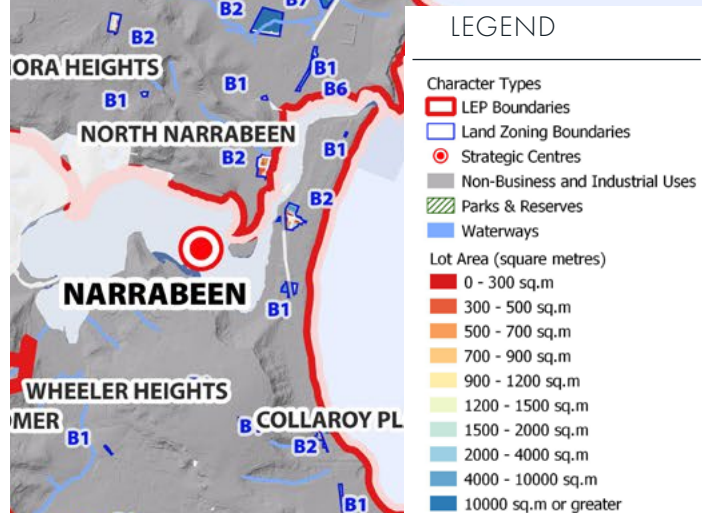 B2
B7
B2
IORA HEIGHTS
B1
B1
B1
B6
NORTH NARRABEEN
B2
B1
B2
NARRABEEN
B1
WHEELER HEIGHTS
OMER
B1
B
COLLAROY PL
B2
B1
LEGEND
Character Types
LEP Boundaries
Land Zoning Boundaries
Strategic Centres
Non-Business and Industrial Uses
Parks & Reserves
Waterways
Lot Area (square metres)
0 - 300 sq.m
300 - 500 sq.m
500 - 700 sq.m
700 - 900 sq.m
900 - 1200 sq.m
1200 - 1500 sq.m
1500 - 2000 sq.m
2000 - 4000 sq.m
4000 - 10000 sq.m
10000 sq.m or greater